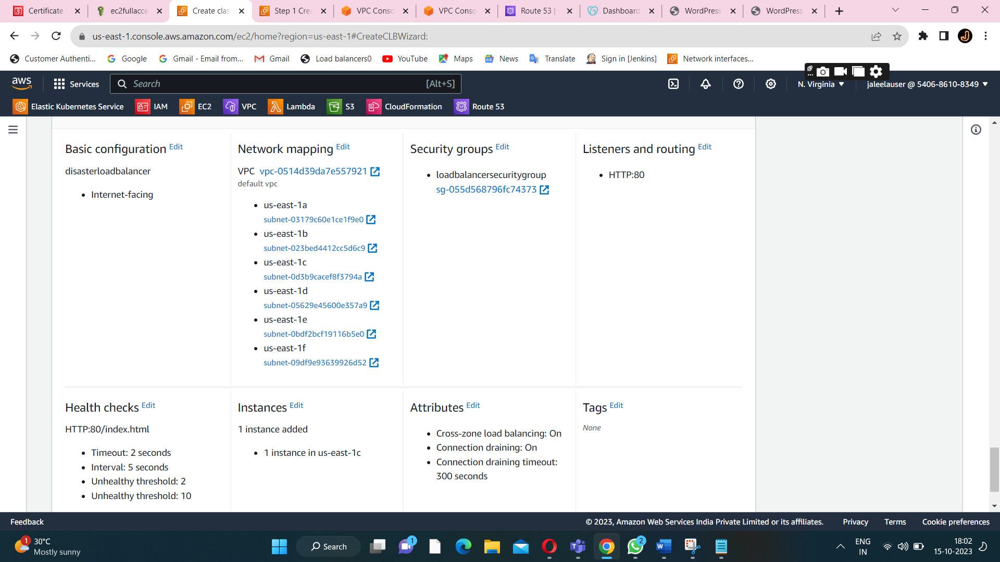 Certificate
ec2fullacce
Create clas
Step 1 Crea
VPC Conso
VPC Conso
Route 53 |
Dashboard
WordPress
WordPress
us-east-1.console.aws.amazon.com/ec2/home?region=us-east-1#CreateCLBWizard:
Customer Authenti...
Google
Gmail - Email from...
Gmail
Load balancers0
YouTube
Maps
News
Translate
Sign in [Jenkins]
Network interfaces...
aws
Services
Search
[Alt+S]
N. Virginia
jaleelauser @ 5406-8610-8349
Elastic Kubernetes Service
IAM
EC2
VPC
Lambda
S3
CloudFormation
Route 53
Basic configuration Edit
disasterloadbalancer
• Internet-facing
Network mapping Edit
VPC vpc-0514d39da7e557921
default vpc
• us-east-1a
subnet-03179c60e1ce1f9e0
• us-east-1b
subnet-023bed4412cc5d6c9
• us-east-1c
subnet-0d3b9cacef8f3794a
• us-east-1d
subnet-05629e45600e357a9
• us-east-1e
subnet-0bdf2bcf19116b5e0
• us-east-1f
subnet-09df9e93639926d52
Security groups Edit
• loadbalancersecuritygroup
sg-055d568796fc74373
Listeners and routing Edit
• HTTP:80
Health checks Edit
HTTP:80/index.html
• Timeout: 2 seconds
• Interval: 5 seconds
• Unhealthy threshold: 2
• Unhealthy threshold: 10
Instances Edit
1 instance added
• 1 instance in us-east-1c
Attributes Edit
• Cross-zone load balancing: On
• Connection draining: On
• Connection draining timeout:
300 seconds
Tags Edit
None
Feedback
© 2023, Amazon Web Services India Private Limited or its affiliates.
Privacy
Terms
Cookie preferences
1
30°C
Mostly sunny
Search
1
2
ENG
IN
18:02
15-10-2023